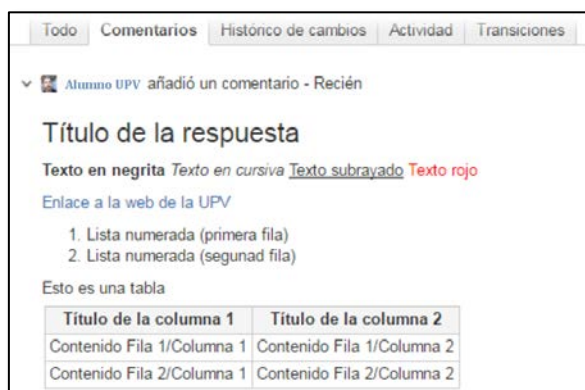 Todo Comentarios Histórico de cambios Actividad Transiciones
Alumno UPV añadió un comentario - Recién
Título de la respuesta
Texto en negrita Texto en cursiva Texto subrayado Texto rojo
Enlace a la web de la UPV
1. Lista numerada (primera fila)
2. Lista numerada (segunad fila)
Esto es una tabla
Título de la columna 1 Título de la columna 2
Contenido Fila 1/Columna 1 Contenido Fila 1/Columna 2
Contenido Fila 2/Columna 1 Contenido Fila 2/Columna 2